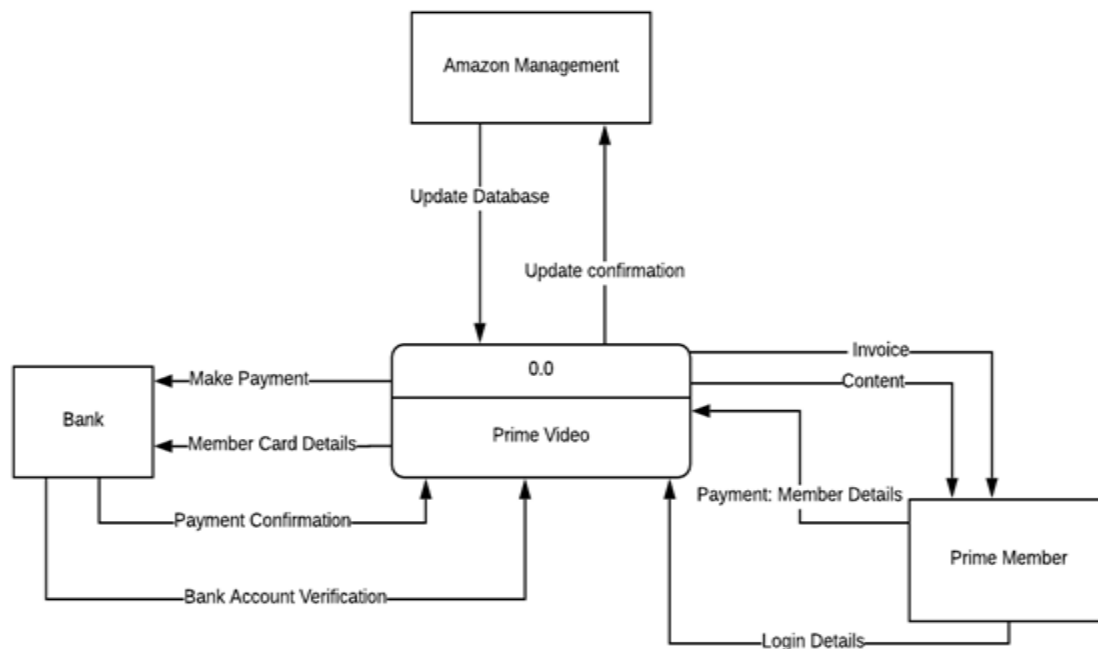 Amazon Management
Update Database
Update confirmation
0.0
Prime Video
Invoice
Content
Make Payment
Bank
Member Card Details
Payment: Member Details
Payment Confirmation
Prime Member
Bank Account Verification
Login Details